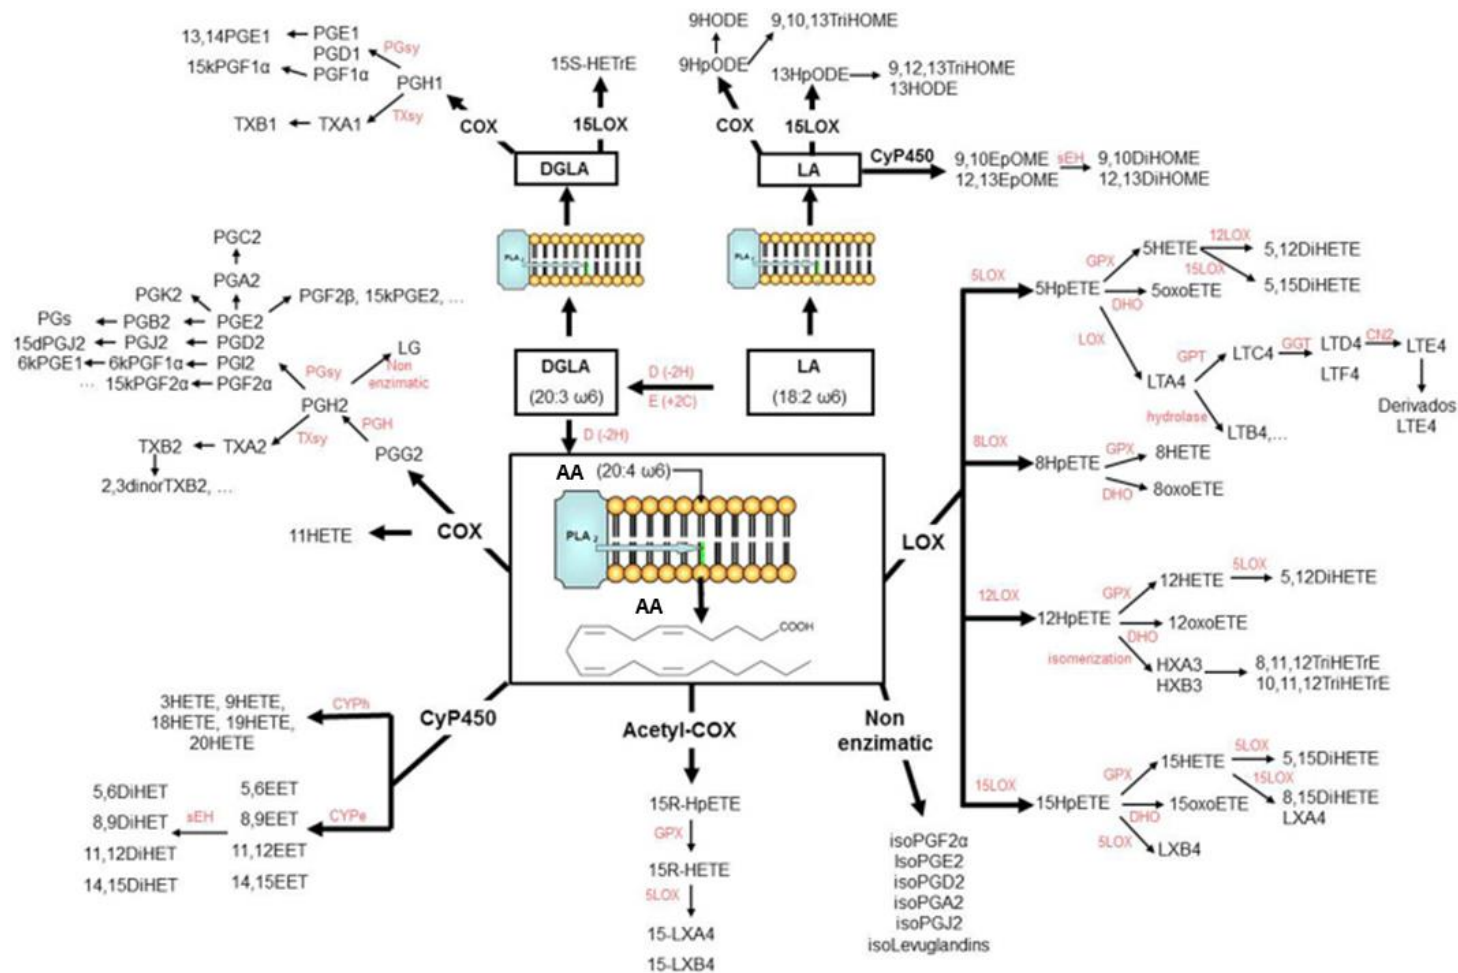 13,14PGE1
PGE1
PGD1
15kPGF1α
PGF1α
PGsy
PGH1
TXsy
TXB1
TXA1
COX
15S-HETrE
15LOX
DGLA
PLA 2
9HODE
9,10,13TriHOME
9HpODE
13HpODE
9,12,13TriHOME
13HODE
COX
15LOX
LA
CyP450
9,10EpOME
12,13EpOME
sEH
9,10DiHOME
12,13DiHOME
PLA 2
DGLA
(20:3 ω6)
D (-2H)
E (+2C)
LA
(18:2 ω6)
D (-2H)
PGC2
PGA2
PGK2
PGF2β, 15kPGE2, ...
PGs
PGB2
PGE2
15dPGJ2
PGJ2
PGD2
6kPGE1
6kPGF1α
PGI2
...
15kPGF2α
PGF2α
PGsy
LG
Non
enzimatic
PGH2
TXsy
PGH
TXB2
TXA2
PGG2
2,3dinorTXB2, ...
11HETE
COX
AA
(20:4 ω6)
PLA 2
AA
COOH
LOX
5LOX
5HpETE
GPX
5HETE
12LOX
5,12DiHETE
15LOX
5,15DiHETE
DHO
5oxoETE
LOX
LTA4
GPT
LTC4
GGT
LTD4
CN2
LTE4
LTF4
Derivados
LTE4
hydrolase
LTB4,...
8LOX
8HpETE
GPX
8HETE
DHO
8oxoETE
12LOX
12HpETE
GPX
12HETE
5LOX
5,12DiHETE
12oxoETE
DHO
isomerization
HXA3
HXB3
8,11,12TriHETrE
10,11,12TriHETrE
15LOX
15HpETE
GPX
15HETE
5LOX
5,15DiHETE
15LOX
8,15DiHETE
LXA4
15oxoETE
DHO
5LOX
LXB4
CyP450
CYPh
3HETE, 9HETE,
18HETE, 19HETE,
20HETE
CYPe
5,6EET
8,9EET
11,12EET
14,15EET
sEH
5,6DiHET
8,9DiHET
11,12DiHET
14,15DiHET
Acetyl-COX
15R-HpETE
GPX
15R-HETE
5LOX
15-LXA4
15-LXB4
Non
enzimatic
isoPGF2α
IsoPGE2
isoPGD2
isoPGA2
isoPGJ2
isoLevuglandins